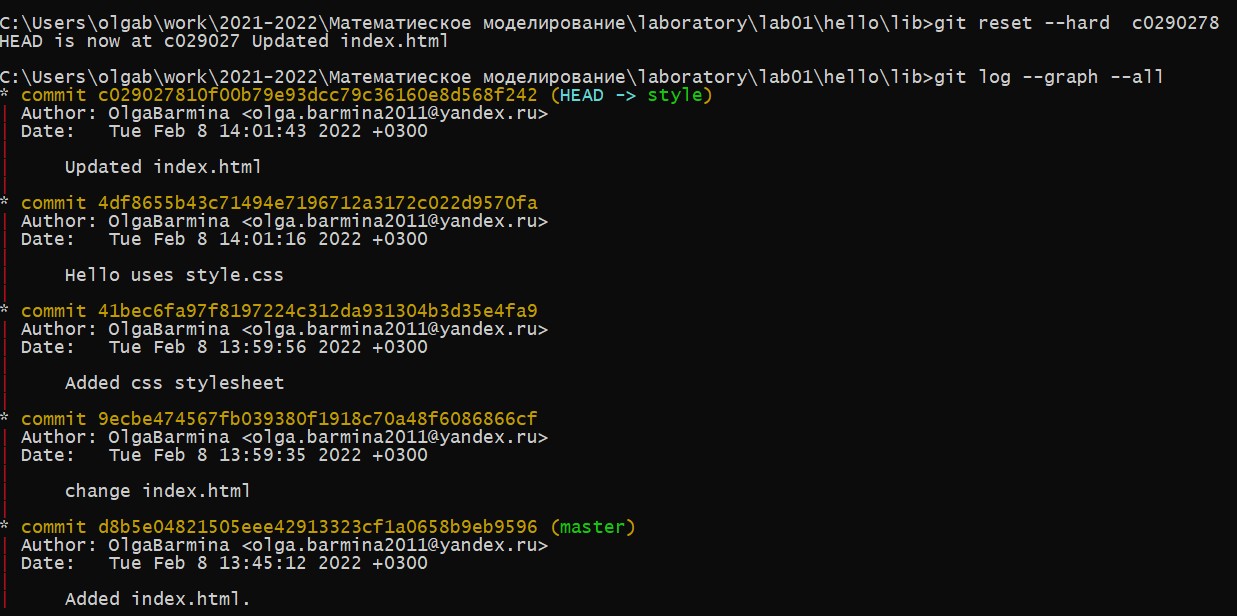 C:\Users\olgab\work\2021-2022\Математиеское моделирование\laboratory\lab01\hello\lib>git reset --hard  c0290278
HEAD is now at c029027 Updated index.html
C:\Users\olgab\work\2021-2022\Математиеское моделирование\laboratory\lab01\hello\lib>git log --graph --all
* commit c029027810f00b79e93dcc79c36160e8d568f242 (HEAD -> style)
| Author: OlgaBarmina <olga.barmina2011@yandex.ru>
| Date:   Tue Feb 8 14:01:43 2022 +0300
|
|     Updated index.html
|
* commit 4df8655b43c71494e7196712a3172c022d9570fa
| Author: OlgaBarmina <olga.barmina2011@yandex.ru>
| Date:   Tue Feb 8 14:01:16 2022 +0300
|
|     Hello uses style.css
|
* commit 41bec6fa97f8197224c312da931304b3d35e4fa9
| Author: OlgaBarmina <olga.barmina2011@yandex.ru>
| Date:   Tue Feb 8 13:59:56 2022 +0300
|
|     Added css stylesheet
|
* commit 9ecbe474567fb039380f1918c70a48f6086866cf
| Author: OlgaBarmina <olga.barmina2011@yandex.ru>
| Date:   Tue Feb 8 13:59:35 2022 +0300
|
|     change index.html
|
* commit d8b5e04821505eee42913323cf1a0658b9eb9596 (master)
| Author: OlgaBarmina <olga.barmina2011@yandex.ru>
| Date:   Tue Feb 8 13:45:12 2022 +0300
|
|     Added index.html.